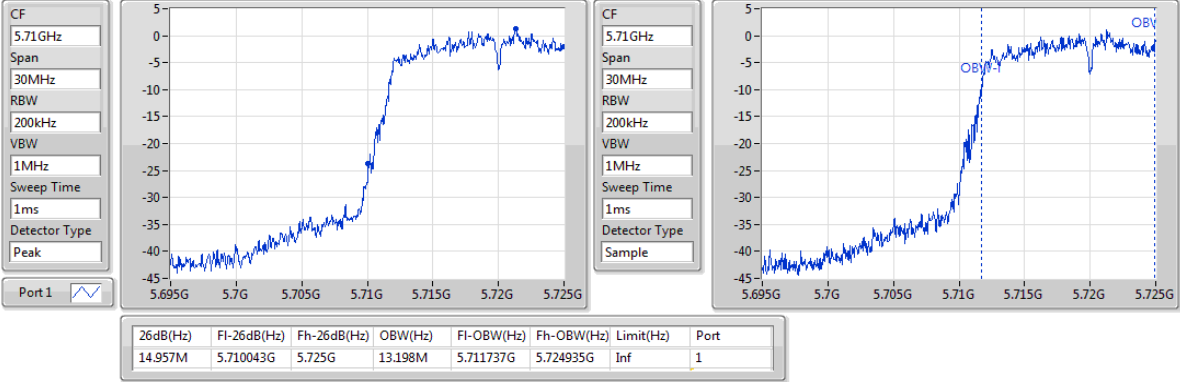 CF
5.71GHz
Span
30MHz
RBW
200kHz
VBW
1MHz
Sweep Time
1ms
Detector Type
Peak
Port 1
5
0
-5
-10
-15
-20
-25
-30
-35
-40
-45
5.695G 5.7G 5.705G 5.71G 5.715G 5.72G 5.725G
CF
5.71GHz
Span
30MHz
RBW
200kHz
VBW
1MHz
Sweep Time
1ms
Detector Type
Sample
5
0
-5
-10
-15
-20
-25
-30
-35
-40
-45
5.695G 5.7G 5.705G 5.71G 5.715G 5.72G 5.725G
26dB(Hz) Fl-26dB(Hz) Fh-26dB(Hz) OBW(Hz) Fl-OBW(Hz) Fh-OBW(Hz) Limit(Hz) Port
14.957M 5.710043G 5.725G 13.198M 5.711737G 5.724935G Inf 1